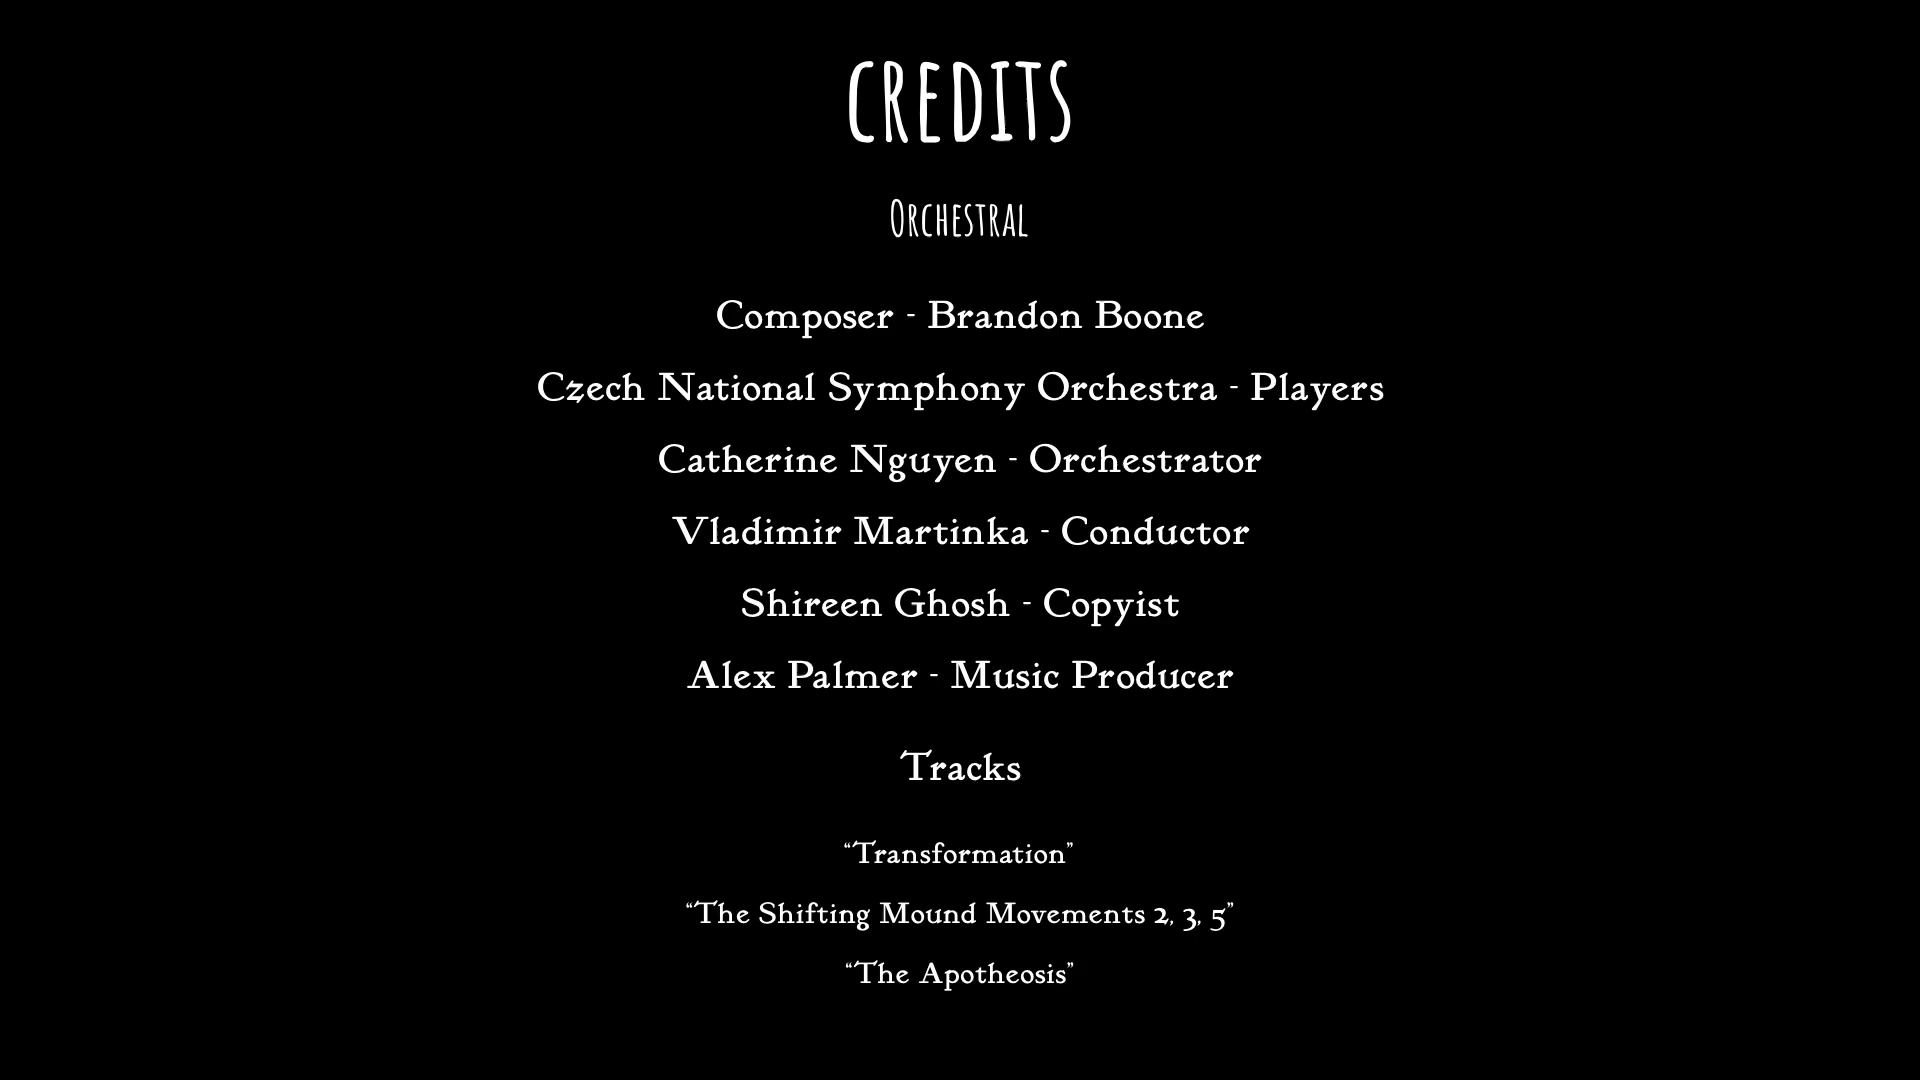 CREDITS
ORCHESTRAL
Composer - Brandon Boone
Czech National Symphony Orchestra - Players
Catherine Nguyen - Orchestrator
Vladimir Martinka - Conductor
Shireen Ghosh - Copyist
Alex Palmer - Music Producer
Tracks
“Transformation”
“The Shifting Mound Movements 2, 3, 5”
“The Apotheosis”